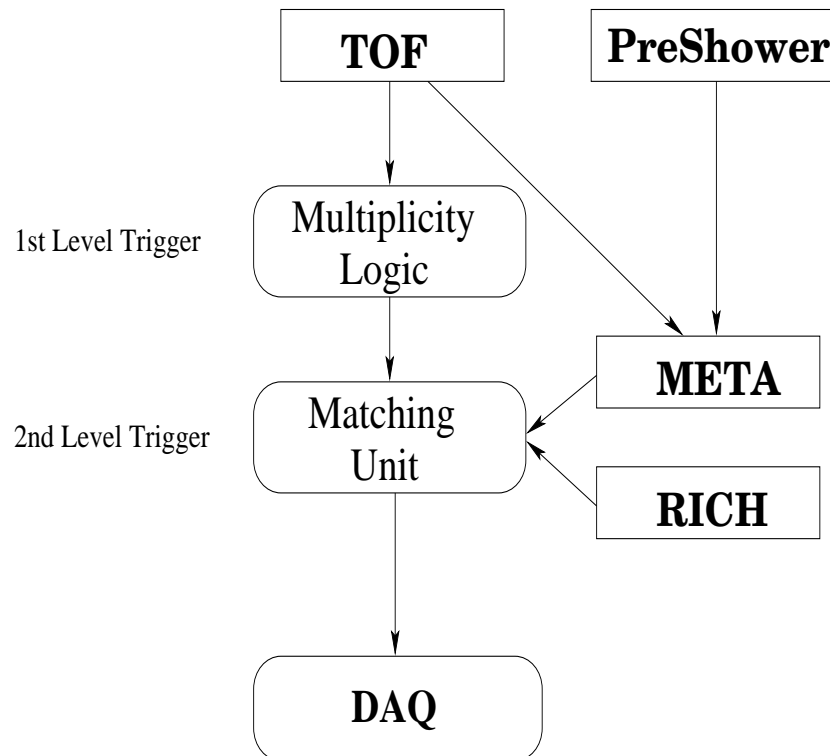 TOF
PreShower
1st Level Trigger
Multiplicity
Logic
META
2nd Level Trigger
Matching
Unit
RICH
DAQ